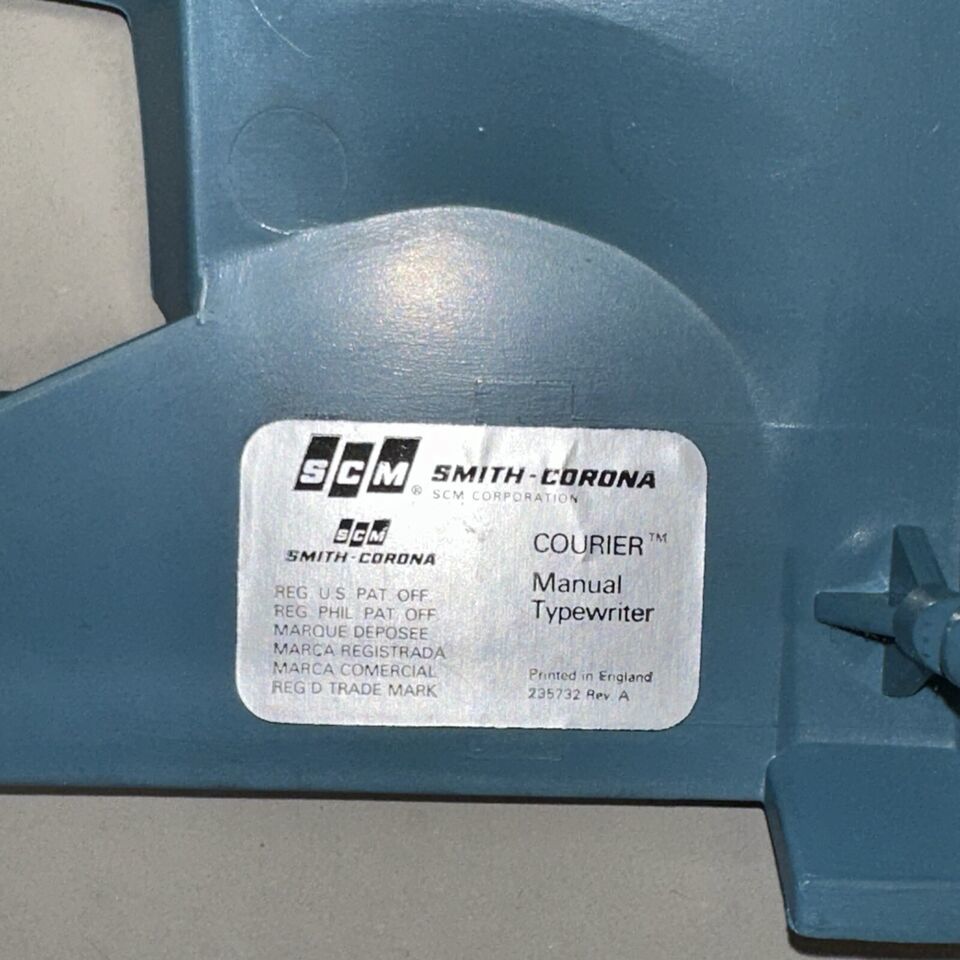 SCM® SMITH-CORONA
SCM CORPORATION
SCM
SMITH-CORONA
REG. U.S. PAT. OFF.
REG. PHIL. PAT. OFF.
MARQUE DEPOSEE
MARCA REGISTRADA
MARCA COMERCIAL
REG'D TRADE MARK
COURIER™
Manual
Typewriter
Printed in England
235732 Rev. A